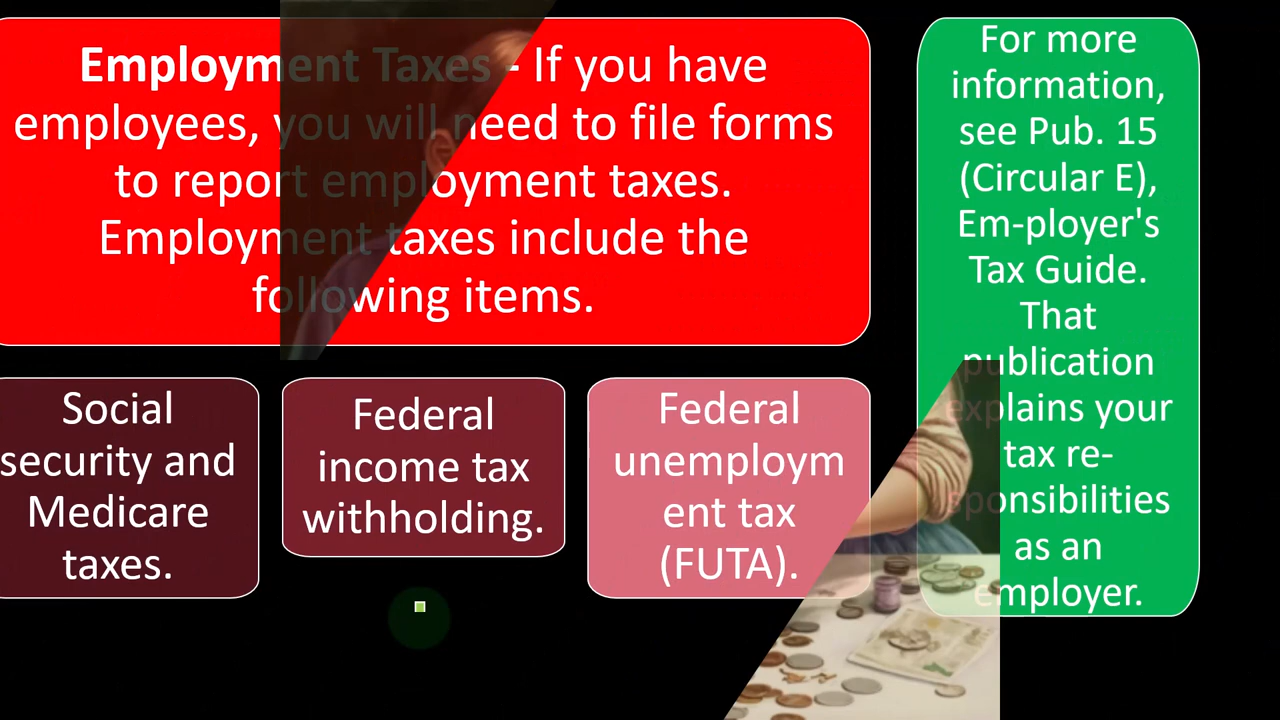 Employment Taxes - If you have
employees, you will need to file forms
to report employment taxes.
Employment taxes include the
following items.
Social
security and
Medicare
taxes.
Federal
income tax
withholding.
Federal
unemploym
ent tax
(FUTA).
For more
information,
see Pub. 15
(Circular E),
Em-ployer's
Tax Guide.
That
publication
explains your
tax re-
sponsibilities
as an
employer.